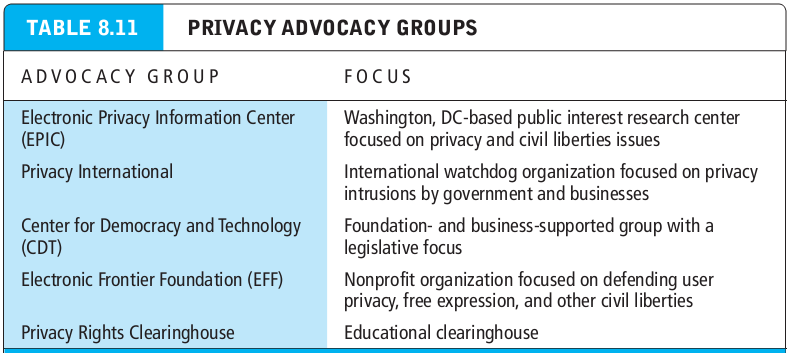 TABLE 8.11 PRIVACY ADVOCACY GROUPS
ADVOCACY GROUP FOCUS
Electronic Privacy Information Center Washington, DC-based public interest research center
(EPIC) focused on privacy and civil liberties issues
Privacy International International watchdog organization focused on privacy
intrusions by government and businesses
Center for Democracy and Technology Foundation- and business-supported group with a
(CDT) legislative focus
Electronic Frontier Foundation (EFF) Nonprofit organization focused on defending user
privacy, free expression, and other civil liberties
Privacy Rights Clearinghouse Educational clearinghouse